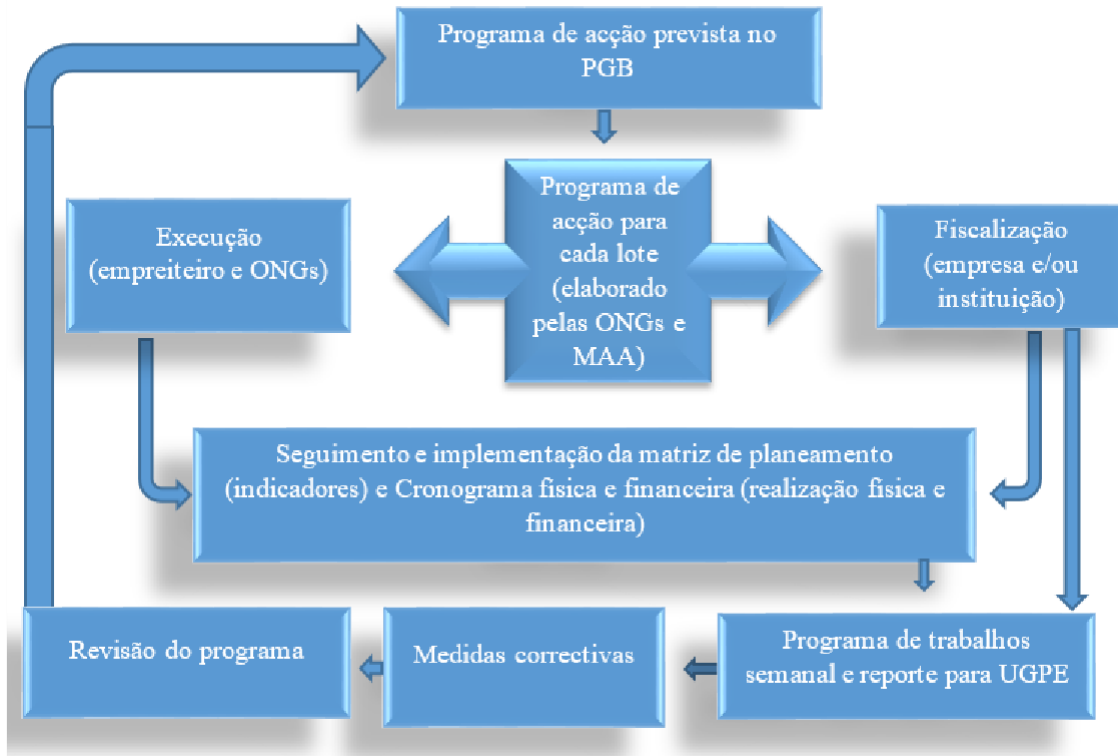 Programa de acção prevista no
PGB
Programa de
acção para
cada lote
(elaborado
pelas ONGs e
MAA)
Execução
(empreiteiro e ONGs)
Fiscalização
(empresa e/ou
instituição)
Seguimento e implementação da matriz de planeamento
(indicadores) e Cronograma física e financeira (realização física e
financeira)
Revisão do programa
Medidas correctivas
Programa de trabalhos
semanal e reporte para UGPE